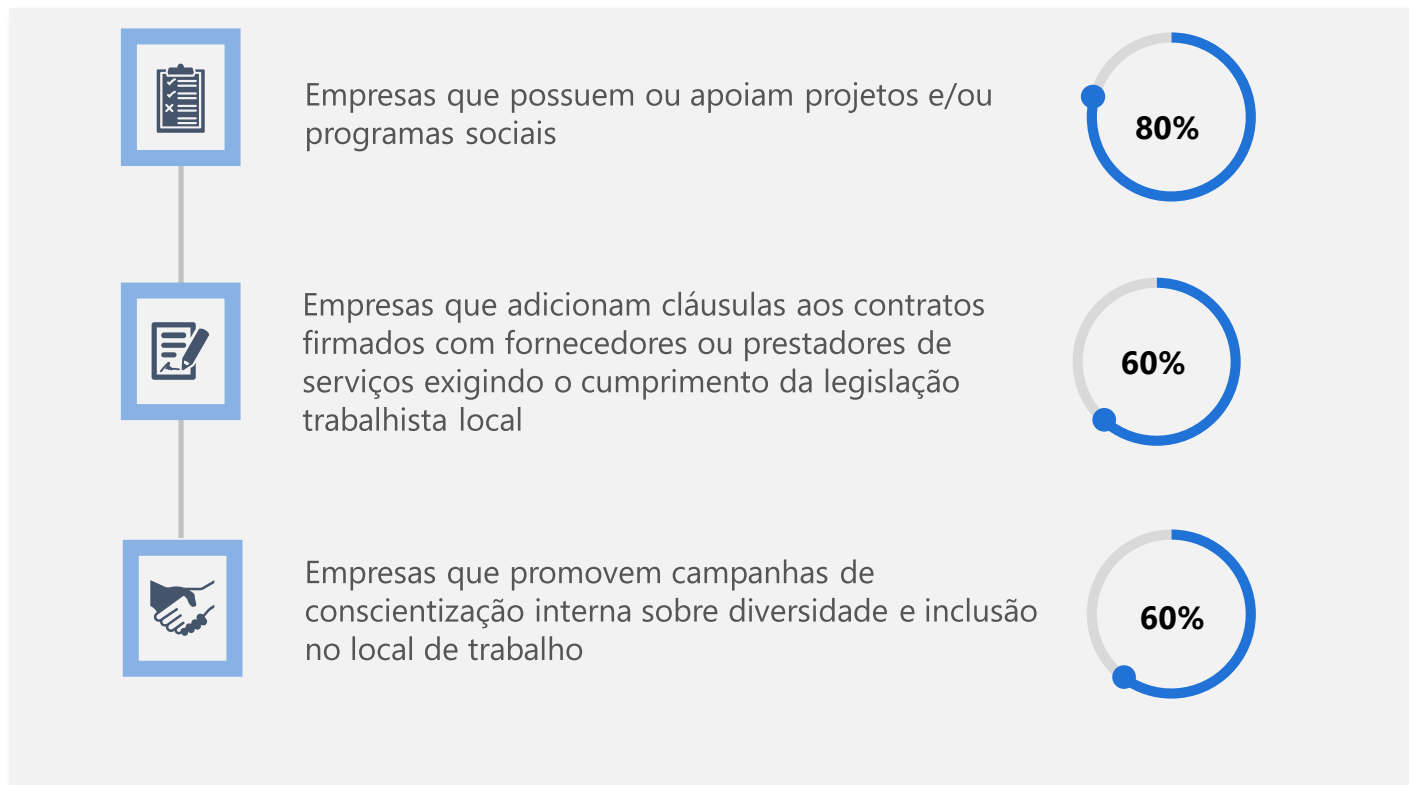 Empresas que possuem ou apoiam projetos e/ou
programas sociais
80%
Empresas que adicionam cláusulas aos contratos
firmados com fornecedores ou prestadores de
serviços exigindo o cumprimento da legislação
trabalhista local
60%
Empresas que promovem campanhas de
conscientização interna sobre diversidade e inclusão
no local de trabalho
60%